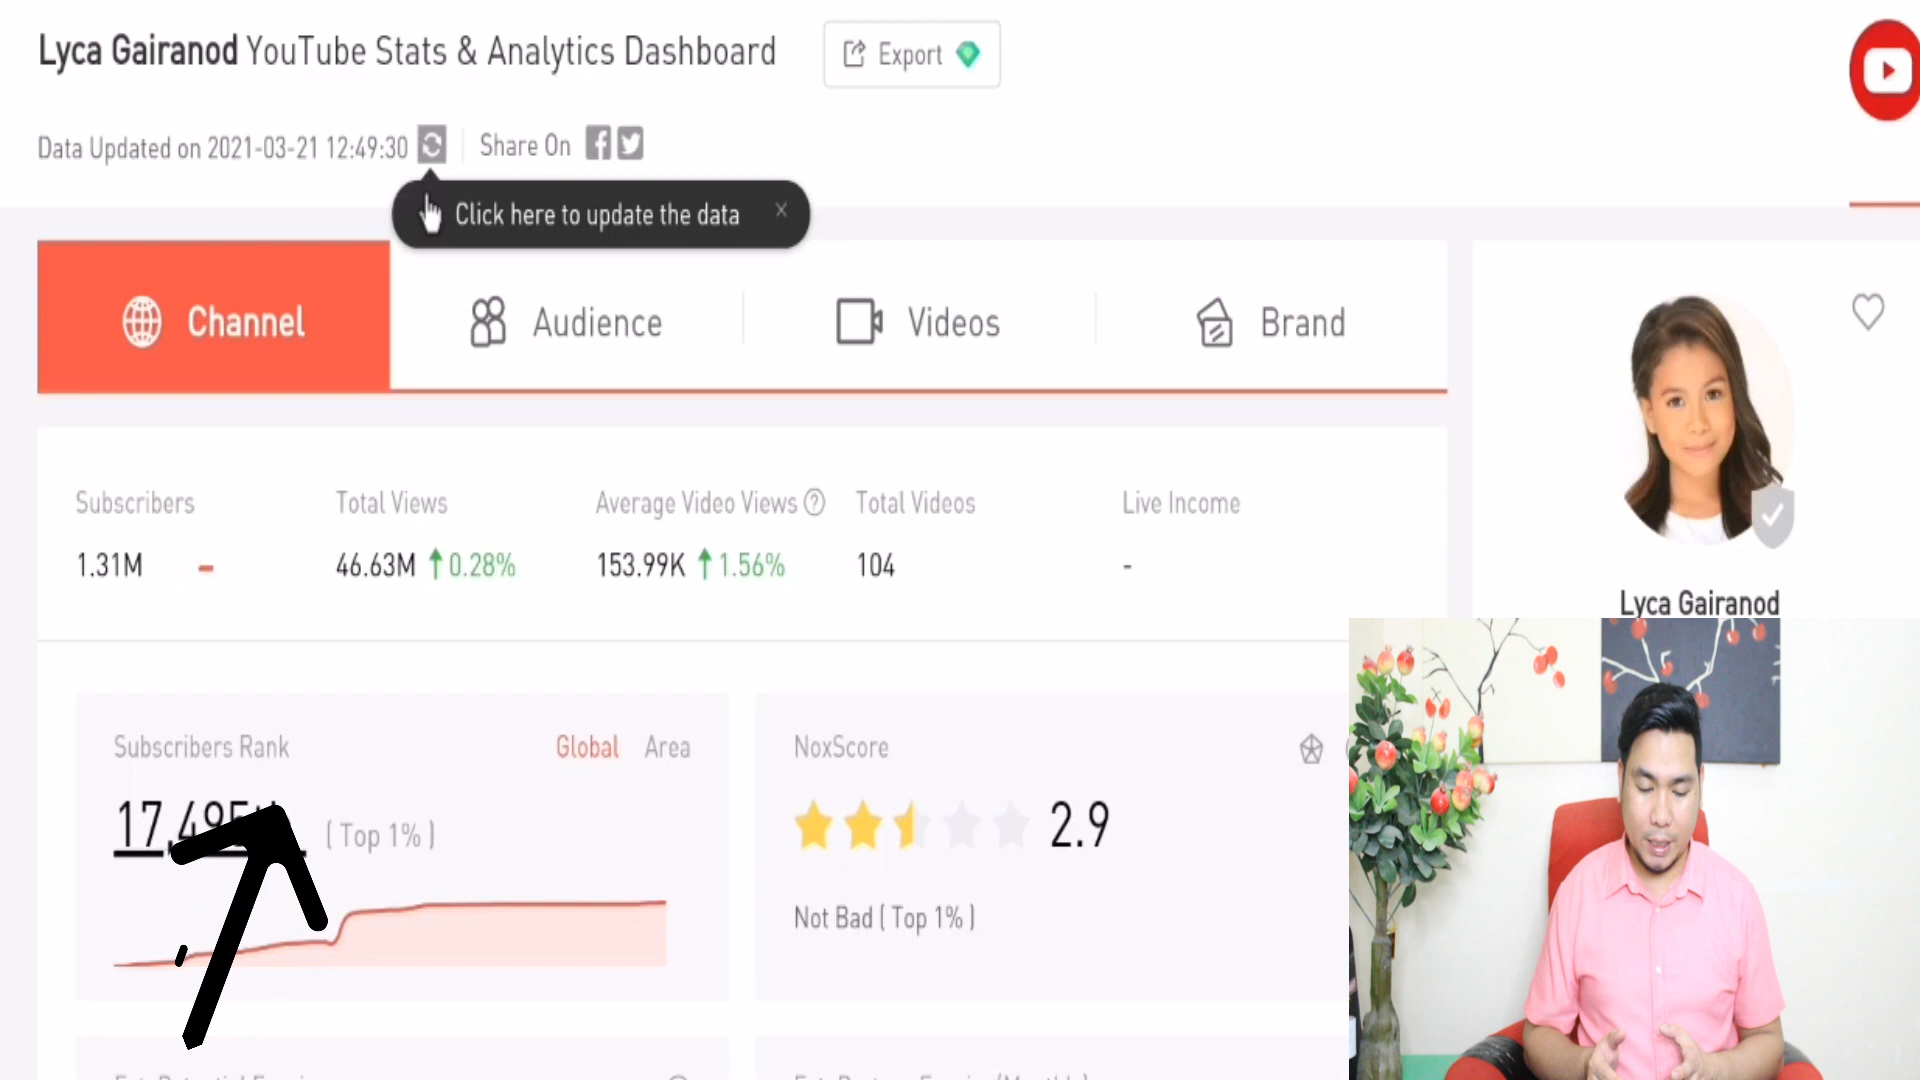 Lyca Gairanod YouTube Stats & Analytics Dashboard
Export
Data Updated on 2021-03-21 12:49:30
Share On
Click here to update the data
Channel
Audience
Videos
Brand
Subscribers
Total Views
Average Video Views
Total Videos
Live Income
1.31M -
46.63M 0.28%
153.99K 1.56%
104
-
Lyca Gairanod
Subscribers Rank
Global
Area
( Top 1% )
NoxScore
2.9
Not Bad ( Top 1% )